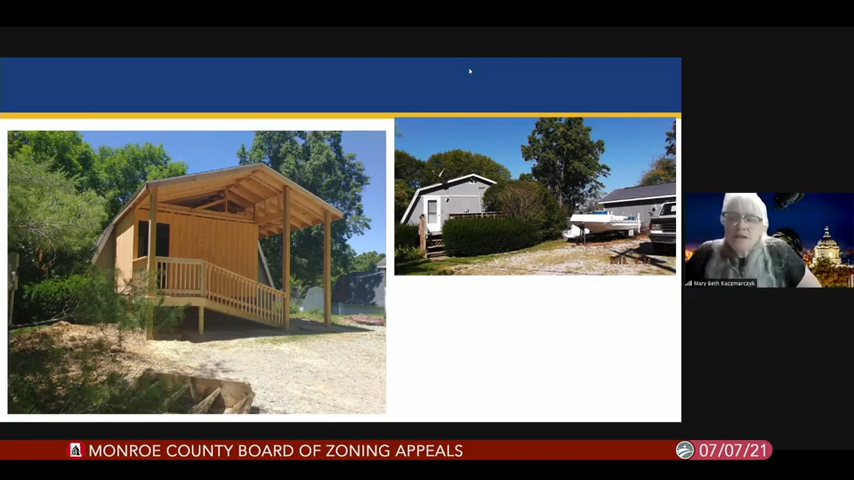 Mary Beth Kaczmarczyk
MONROE COUNTY BOARD OF ZONING APPEALS
07/07/21